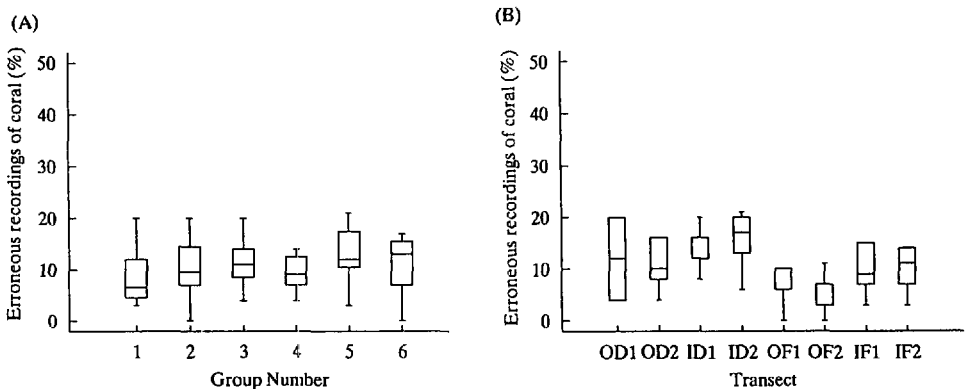 (A)
Erroneous recordings of coral (%)
50
40
30
20
10
0
1 2 3 4 5 6
Group Number
(B)
Erroneous recordings of coral (%)
50
40
30
20
10
0
OD1 OD2 ID1 ID2 OF1 OF2 IF1 IF2
Transect